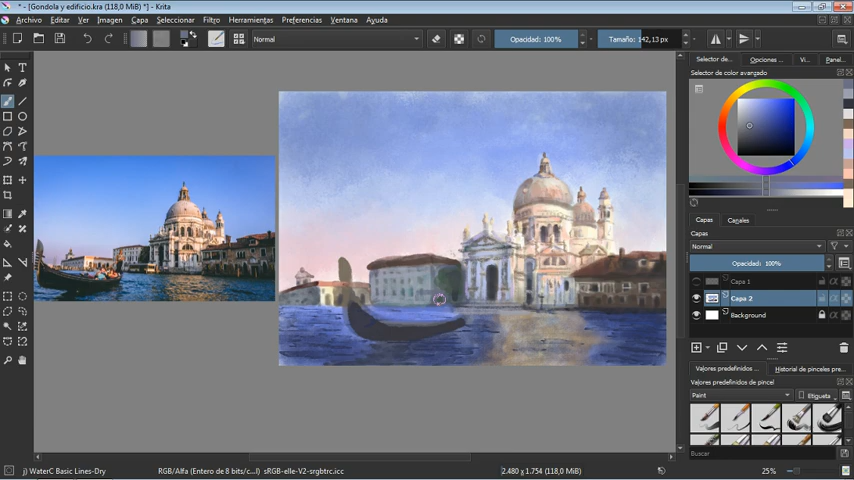 * - [Gondola y edificio.kra (118,0 MiB) *] - Krita
Archivo Editar Ver Imagen Capa Seleccionar Filtro Herramientas Preferencias Ventana Ayuda
Normal Opacidad: 100% Tamaño: 142,13 px
Selector de... Opciones ... Ví... Panel...
Selector de color avanzado
Capas Canales
Capas
Normal
Opacidad: 100%
Capa 1
Capa 2
Background
Valores predefinidos ... Historial de pinceles pre...
Valores predefinidos de pincel
Paint Etiqueta
Buscar
j) WaterC Basic Lines-Dry RGB/Alfa (Entero de 8 bits/c...l) sRGB-elle-V2-srgbtrc.icc 2.480 x 1.754 (118,0 MiB) 25%